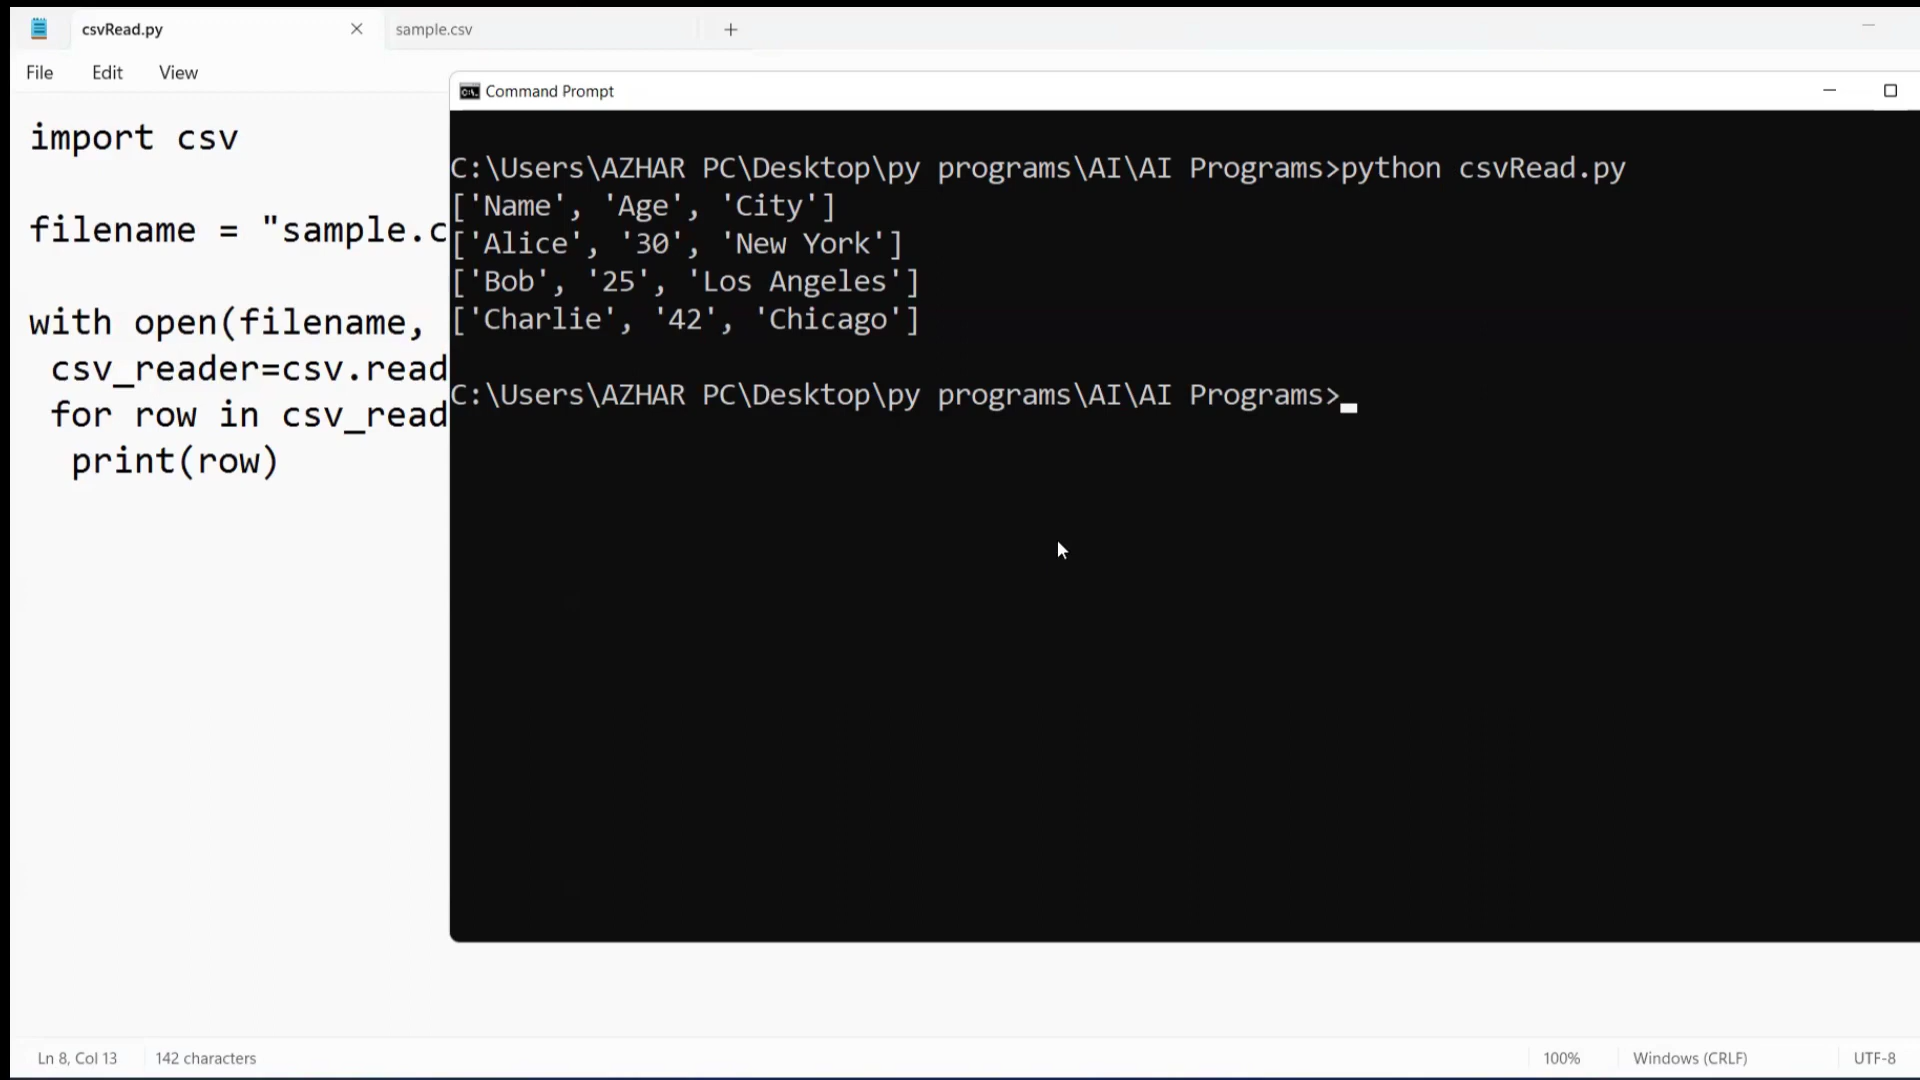 csvRead.py
sample.csv
File Edit View
Command Prompt
import csv
filename = "sample.c
with open(filename,
csv_reader=csv.read
for row in csv_read
print(row)
C:\Users\AZHAR PC\Desktop\py programs\AI\AI Programs>python csvRead.py
['Name', 'Age', 'City']
['Alice', '30', 'New York']
['Bob', '25', 'Los Angeles']
['Charlie', '42', 'Chicago']
C:\Users\AZHAR PC\Desktop\py programs\AI\AI Programs>
Ln 8, Col 13 142 characters 100% Windows (CRLF) UTF-8